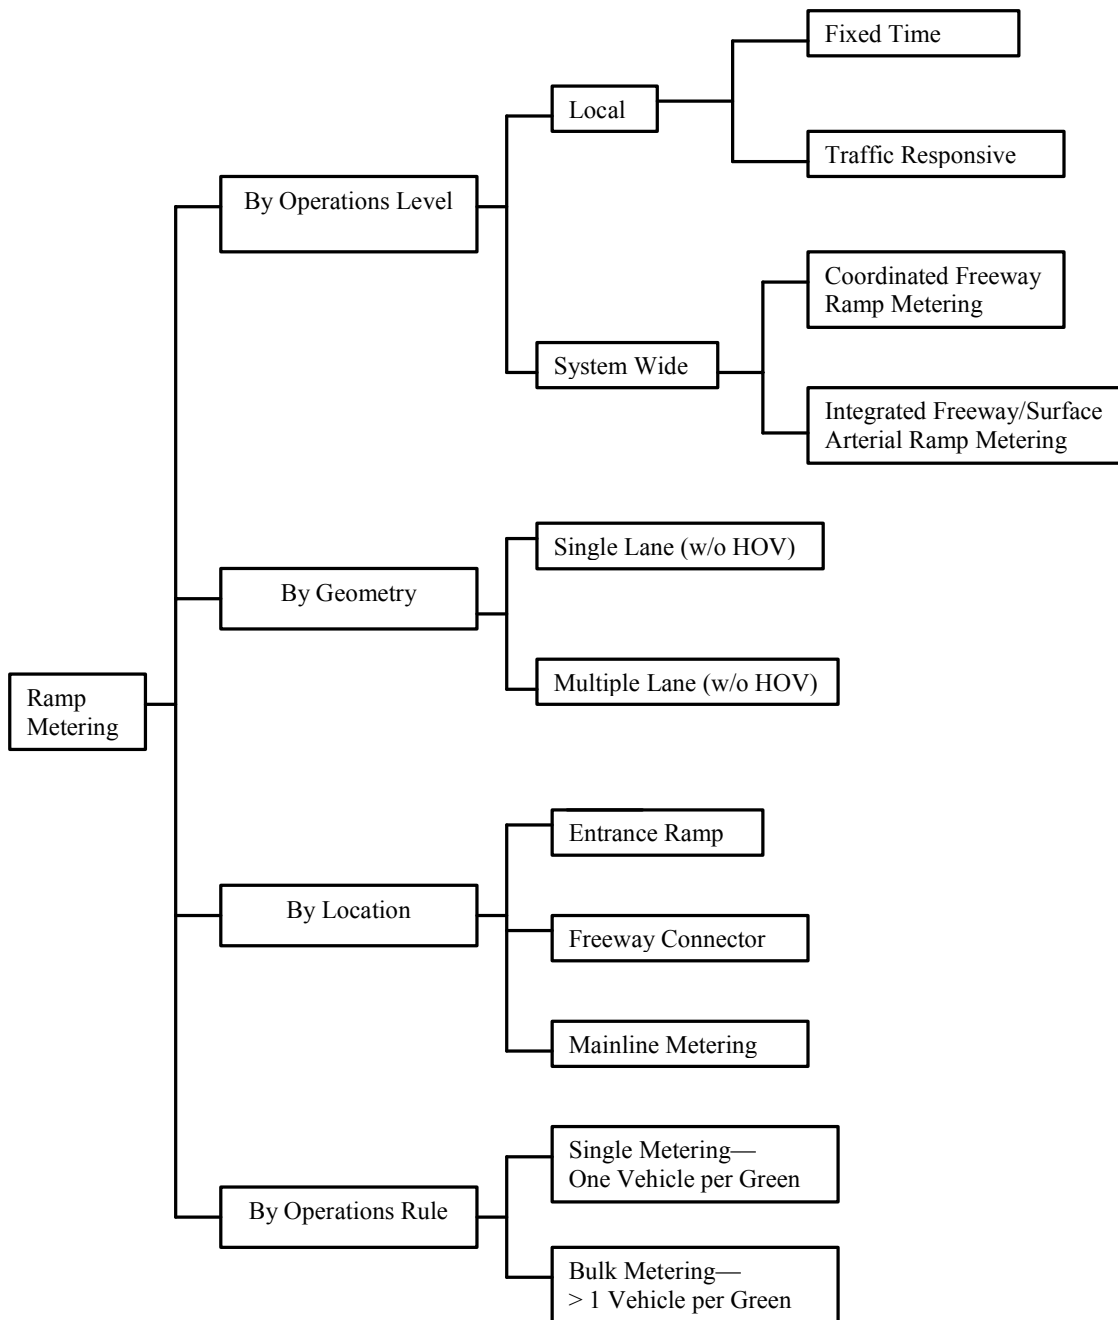 Fixed Time
Local
Traffic Responsive
By Operations Level
Coordinated Freeway
Ramp Metering
System Wide
Integrated Freeway/Surface
Arterial Ramp Metering
Single Lane (w/o HOV)
By Geometry
Multiple Lane (w/o HOV)
Ramp
Metering
Entrance Ramp
By Location
Freeway Connector
Mainline Metering
Single Metering—
One Vehicle per Green
By Operations Rule
Bulk Metering—
> 1 Vehicle per Green